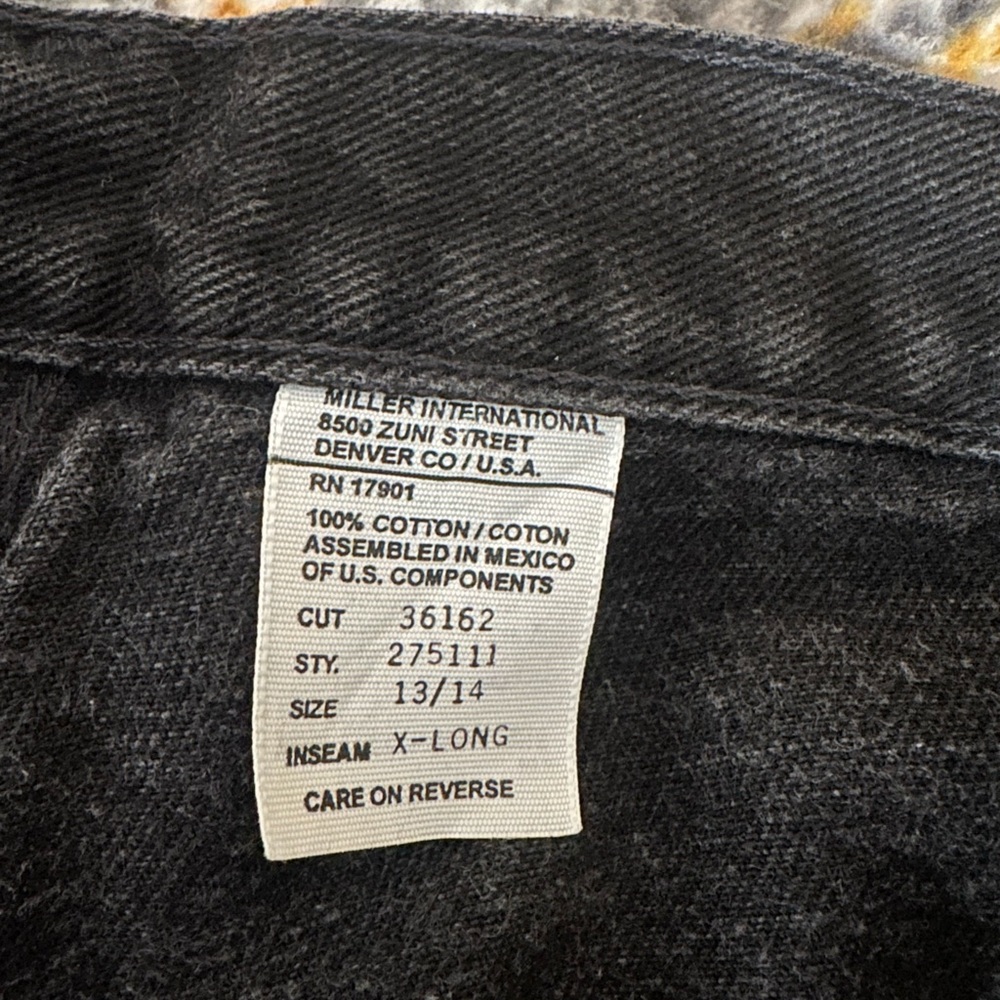 MILLER INTERNATIONAL
8500 ZUNI STREET
DENVER CO / U.S.A.
RN 17901
100% COTTON / COTON
ASSEMBLED IN MEXICO
OF U.S. COMPONENTS
CUT 36162
STY. 275111
SIZE 13/14
INSEAM X-LONG
CARE ON REVERSE